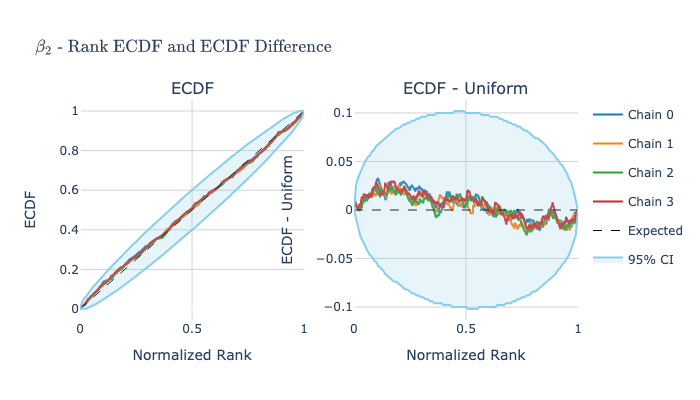 β₂ - Rank ECDF and ECDF Difference
ECDF
ECDF - Uniform
1
0.8
0.6
0.4
0.2
0
0
0.5
1
ECDF
Normalized Rank
0.1
0.05
0
−0.05
−0.1
0
0.5
1
ECDF - Uniform
Normalized Rank
Chain 0
Chain 1
Chain 2
Chain 3
Expected
95% CI